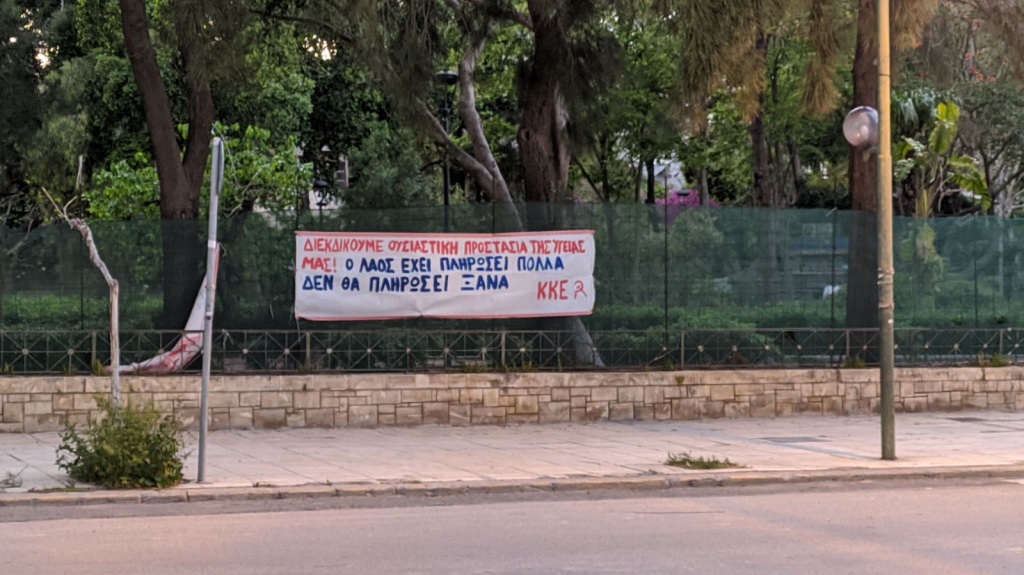 ΔΙΕΚΔΙΚΟΥΜΕ ΟΥΣΙΑΣΤΙΚΗ ΠΡΟΣΤΑΣΙΑ ΤΗΣ ΥΓΕΙΑΣ
ΜΑΣ! Ο ΛΑΟΣ ΕΧΕΙ ΠΛΗΡΩΣΕΙ ΠΟΛΛΑ
ΔΕΝ ΘΑ ΠΛΗΡΩΣΕΙ ΞΑΝΑ
ΚΚΕ